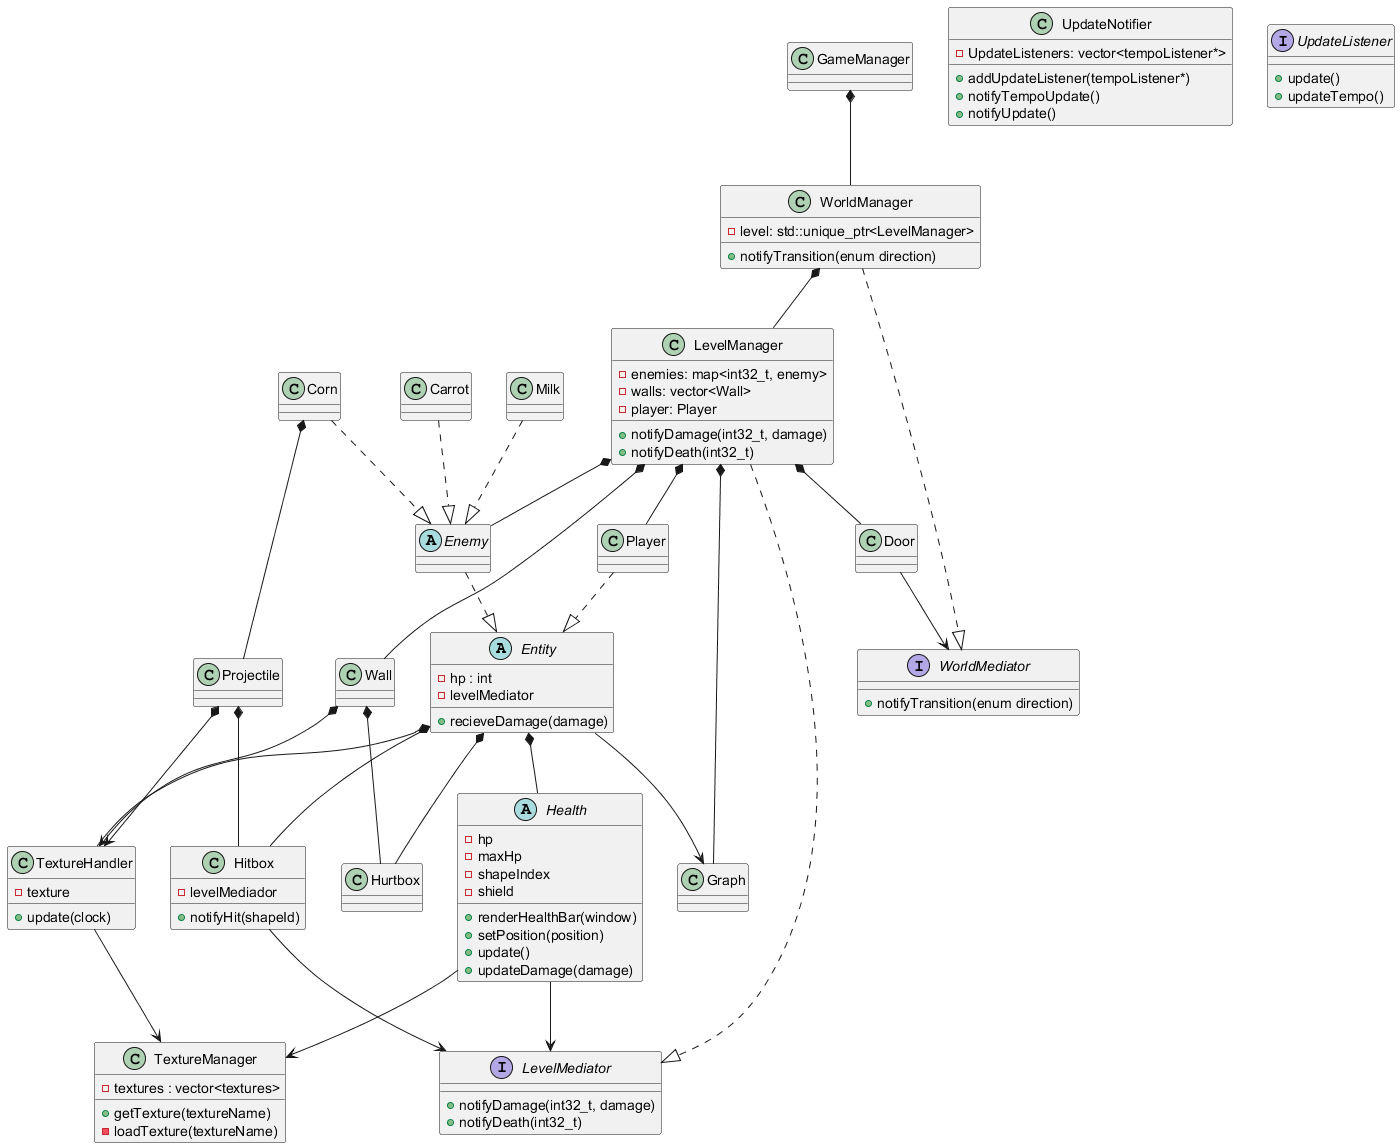 C UpdateNotifier
UpdateListeners: vector<tempoListener*>
addUpdateListener(tempoListener*)
notifyTempoUpdate()
notifyUpdate()
I UpdateListener
update()
updateTempo()
C GameManager
C WorldManager
level: std::unique_ptr<LevelManager>
notifyTransition(enum direction)
C LevelManager
enemies: map<int32_t, enemy>
walls: vector<Wall>
player: Player
notifyDamage(int32_t, damage)
notifyDeath(int32_t)
C Corn
C Carrot
C Milk
A Enemy
C Player
C Door
C Projectile
C Wall
A Entity
hp : int
levelMediator
recieveDamage(damage)
I WorldMediator
notifyTransition(enum direction)
C TextureHandler
texture
update(clock)
C Hitbox
levelMediador
notifyHit(shapeId)
C Hurtbox
A Health
hp
maxHp
shapeIndex
shield
renderHealthBar(window)
setPosition(position)
update()
updateDamage(damage)
C Graph
C TextureManager
textures : vector<textures>
getTexture(textureName)
loadTexture(textureName)
I LevelMediator
notifyDamage(int32_t, damage)
notifyDeath(int32_t)